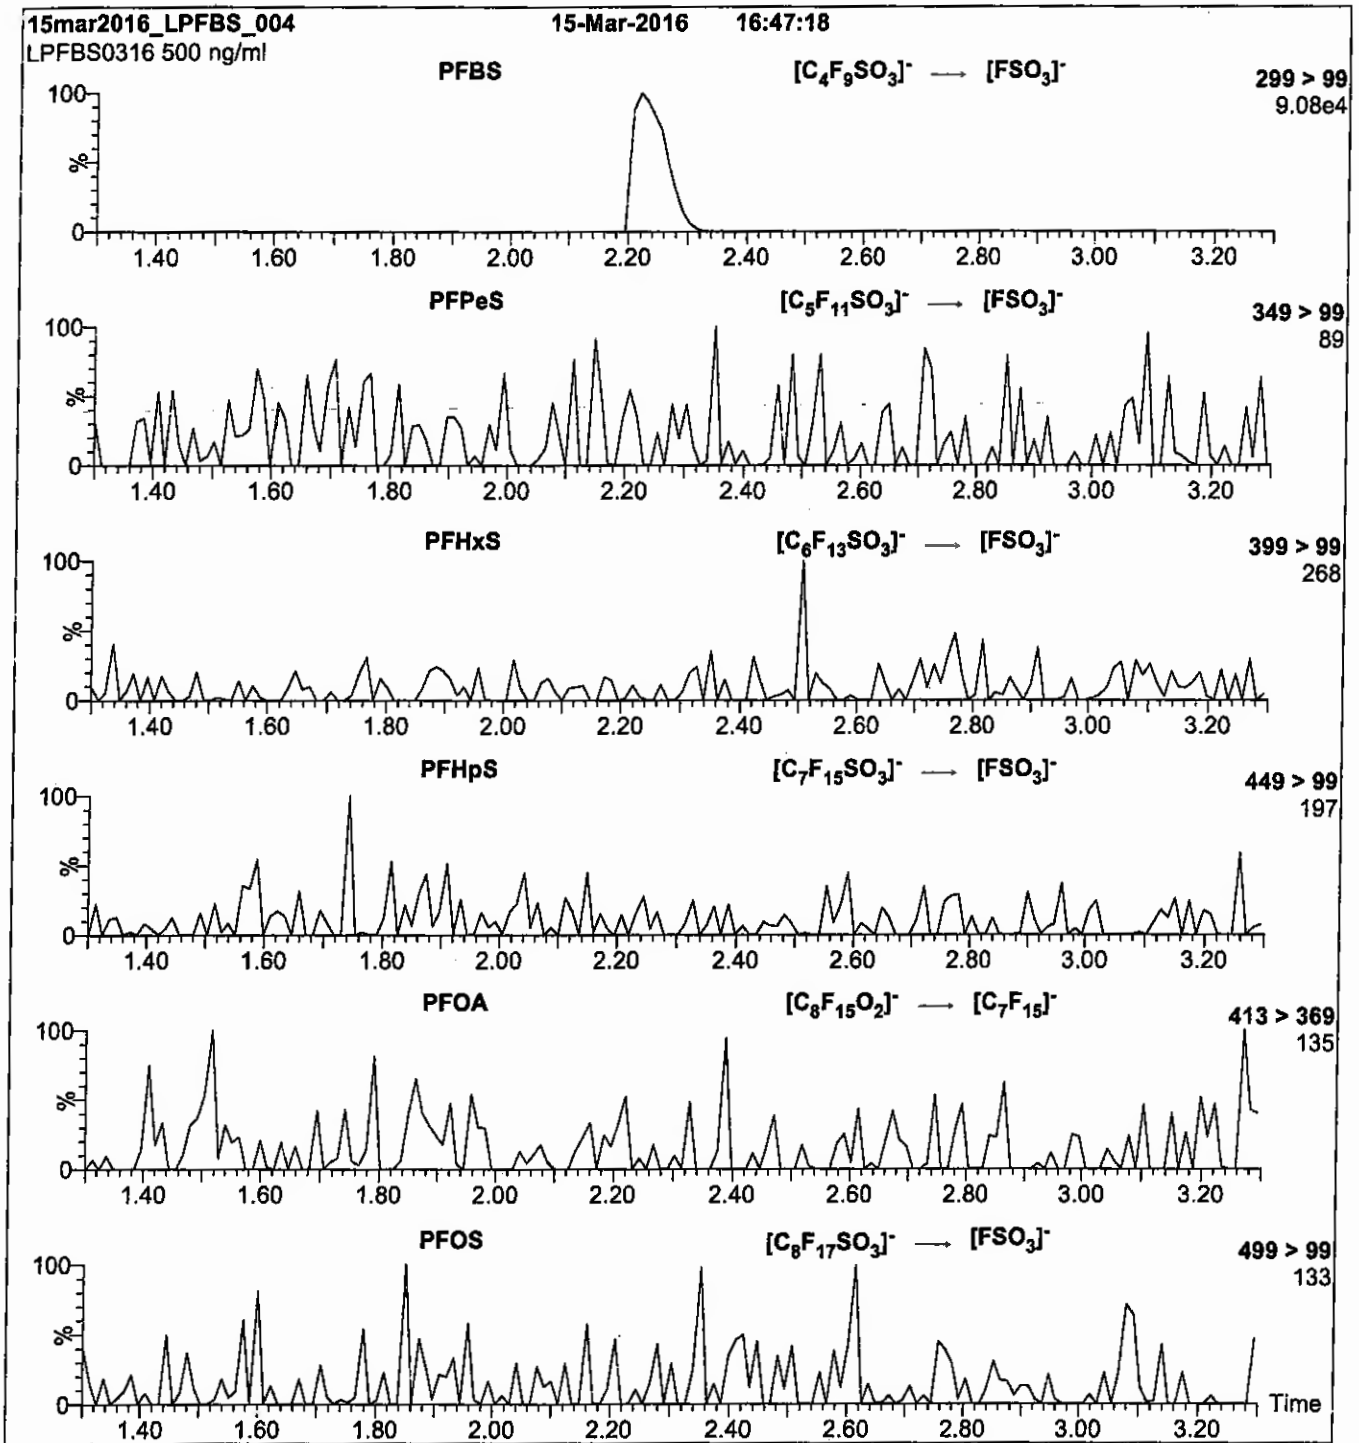 15mar2016_LPFBS_004 15-Mar-2016 16:47:18
LPFBS0316 500 ng/ml
PFBS [C₄F₉SO₃]⁻ → [FSO₃]⁻ 299 > 99
9.08e4
100
%
0
1.40 1.60 1.80 2.00 2.20 2.40 2.60 2.80 3.00 3.20
PFPeS [C₅F₁₁SO₃]⁻ → [FSO₃]⁻ 349 > 99
89
100
%
0
1.40 1.60 1.80 2.00 2.20 2.40 2.60 2.80 3.00 3.20
PFHxS [C₆F₁₃SO₃]⁻ → [FSO₃]⁻ 399 > 99
268
100
%
0
1.40 1.60 1.80 2.00 2.20 2.40 2.60 2.80 3.00 3.20
PFHpS [C₇F₁₅SO₃]⁻ → [FSO₃]⁻ 449 > 99
197
100
%
0
1.40 1.60 1.80 2.00 2.20 2.40 2.60 2.80 3.00 3.20
PFOA [C₈F₁₅O₂]⁻ → [C₇F₁₅]⁻ 413 > 369
135
100
%
0
1.40 1.60 1.80 2.00 2.20 2.40 2.60 2.80 3.00 3.20
PFOS [C₈F₁₇SO₃]⁻ → [FSO₃]⁻ 499 > 99
133
100
%
0
Time
1.40 1.60 1.80 2.00 2.20 2.40 2.60 2.80 3.00 3.20